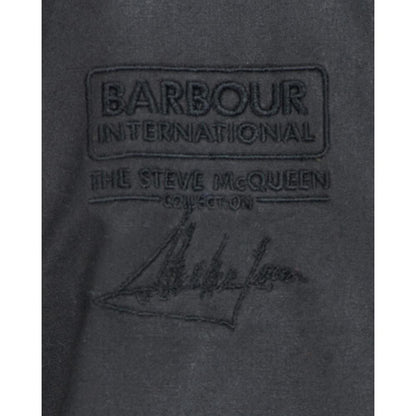 BARBOUR
INTERNATIONAL
THE STEVE McQUEEN
COLLECTION